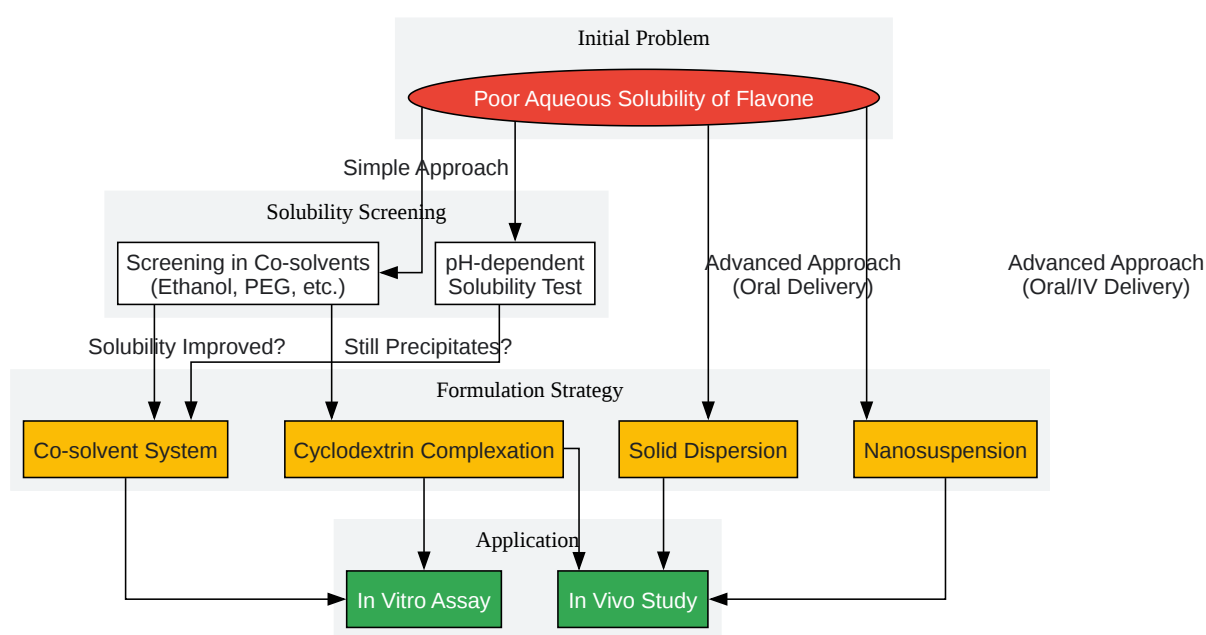 Initial Problem
Poor Aqueous Solubility of Flavone
Simple Approach
Solubility Screening
Screening in Co-solvents
(Ethanol, PEG, etc.)
pH-dependent
Solubility Test
Advanced Approach
(Oral Delivery)
Advanced Approach
(Oral/IV Delivery)
Solubility Improved?
Still Precipitates?
Formulation Strategy
Co-solvent System
Cyclodextrin Complexation
Solid Dispersion
Nanosuspension
Application
In Vitro Assay
In Vivo Study